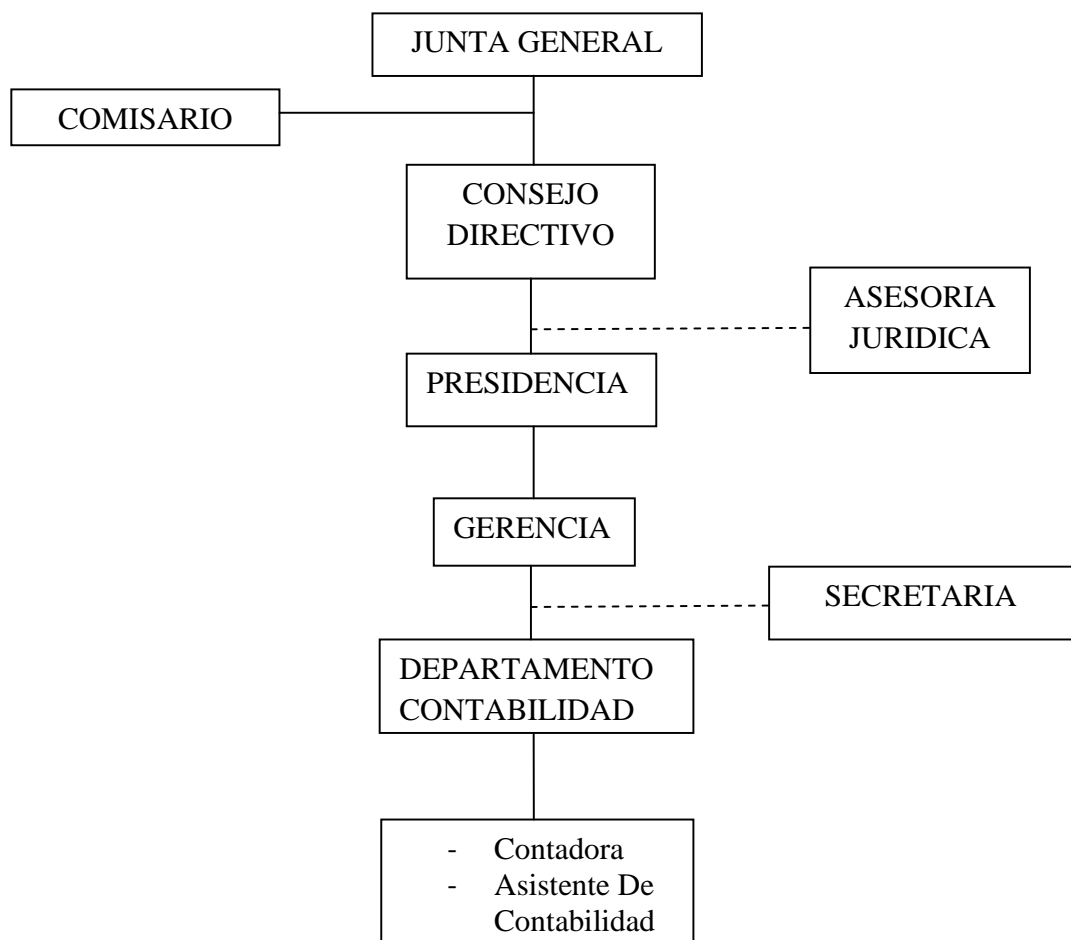 JUNTA GENERAL
COMISARIO
CONSEJO
DIRECTIVO
ASESORIA
JURIDICA
PRESIDENCIA
GERENCIA
SECRETARIA
DEPARTAMENTO
CONTABILIDAD
- Contadora
- Asistente De
Contabilidad